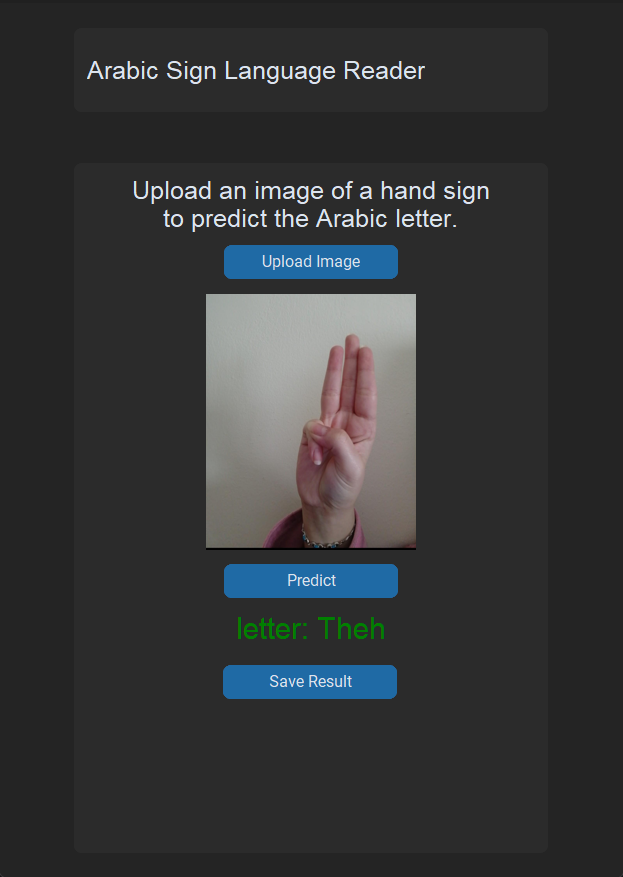 Arabic Sign Language Reader
Upload an image of a hand sign
to predict the Arabic letter.
Upload Image
Predict
letter: Theh
Save Result